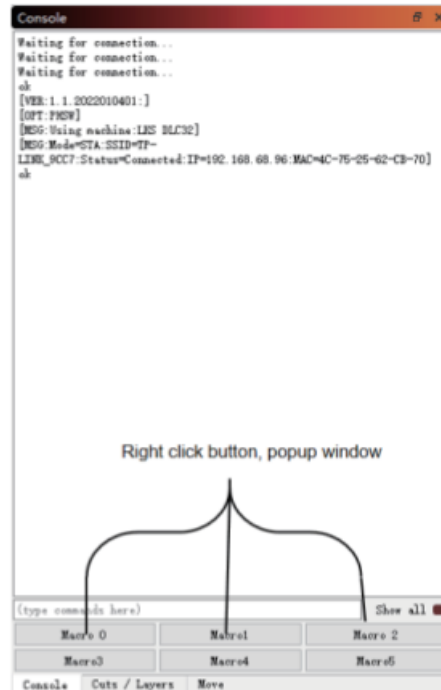 Console
Waiting for connection...
Waiting for connection...
Waiting for connection...
ok
[VER:1.1.2022010401:]
[OPT:PHSW]
[MSG:Using machine:LKS DLC32]
[MSG:Mode=STA:SSID=TP-
LINK_9CC7:Status=Connected:IP=192.168.68.96:MAC=4C-75-25-62-CB-70]
ok
Right click button, popup window
(type commands here) Show all
Macro 0 Macro1 Macro 2
Macro3 Macro4 Macro5
Console Cuts / Layers Move